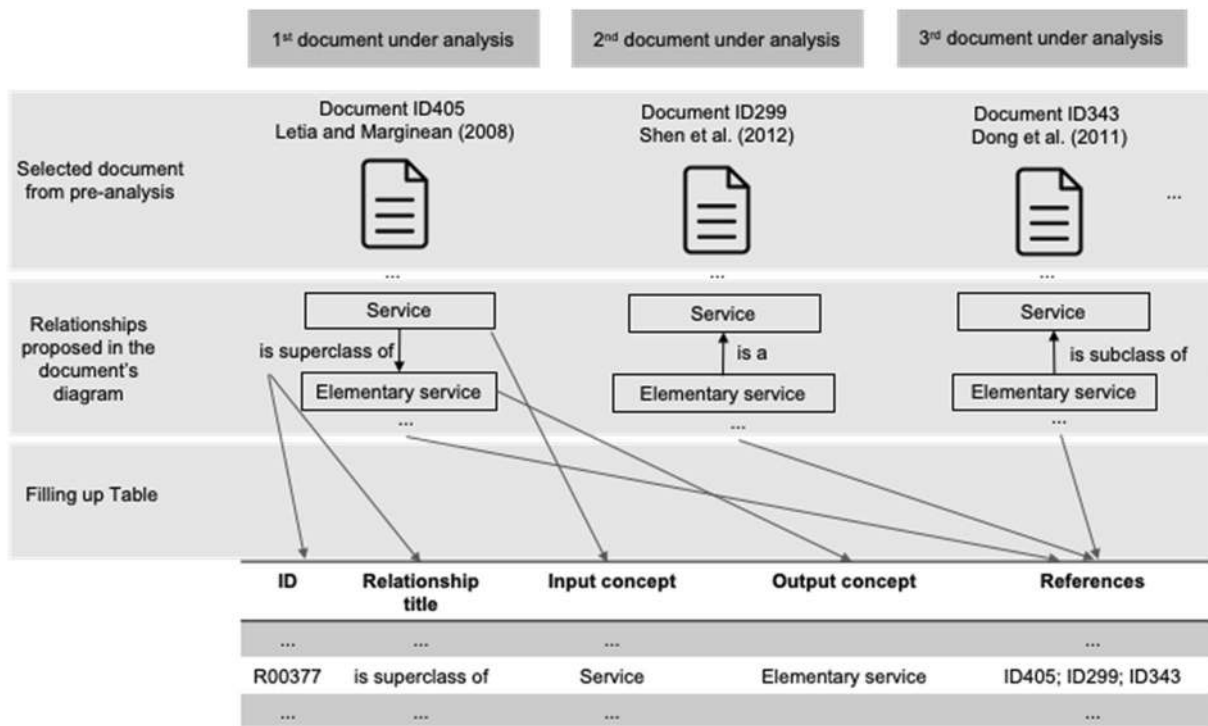 1st document under analysis
2nd document under analysis
3rd document under analysis
Document ID405
Letia and Marginean (2008)
Document ID299
Shen et al. (2012)
Document ID343
Dong et al. (2011)
Selected document
from pre-analysis
...
...
...
...
Relationships
proposed in the
document's
diagram
Service
is superclass of
Elementary service
...
Service
is a
Elementary service
...
Service
is subclass of
Elementary service
...
Filling up Table
ID
Relationship
title
Input concept
Output concept
References
... ... ... ...
R00377 is superclass of Service Elementary service ID405; ID299; ID343
... ... ... ...